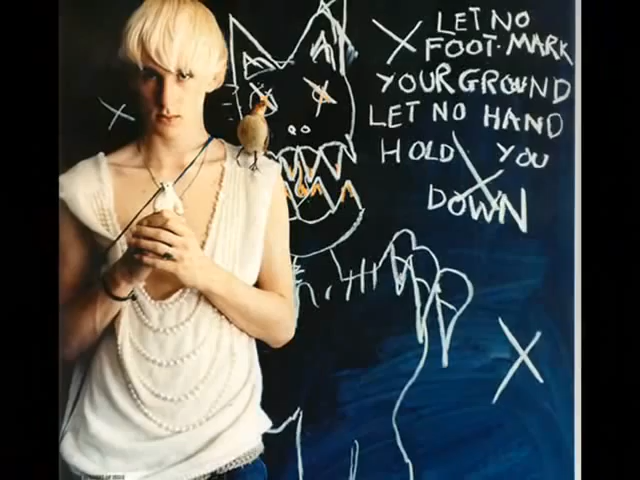 LET NO
FOOT·MARK
YOUR GROUND
LET NO HAND
HOLD YOU
DOWN